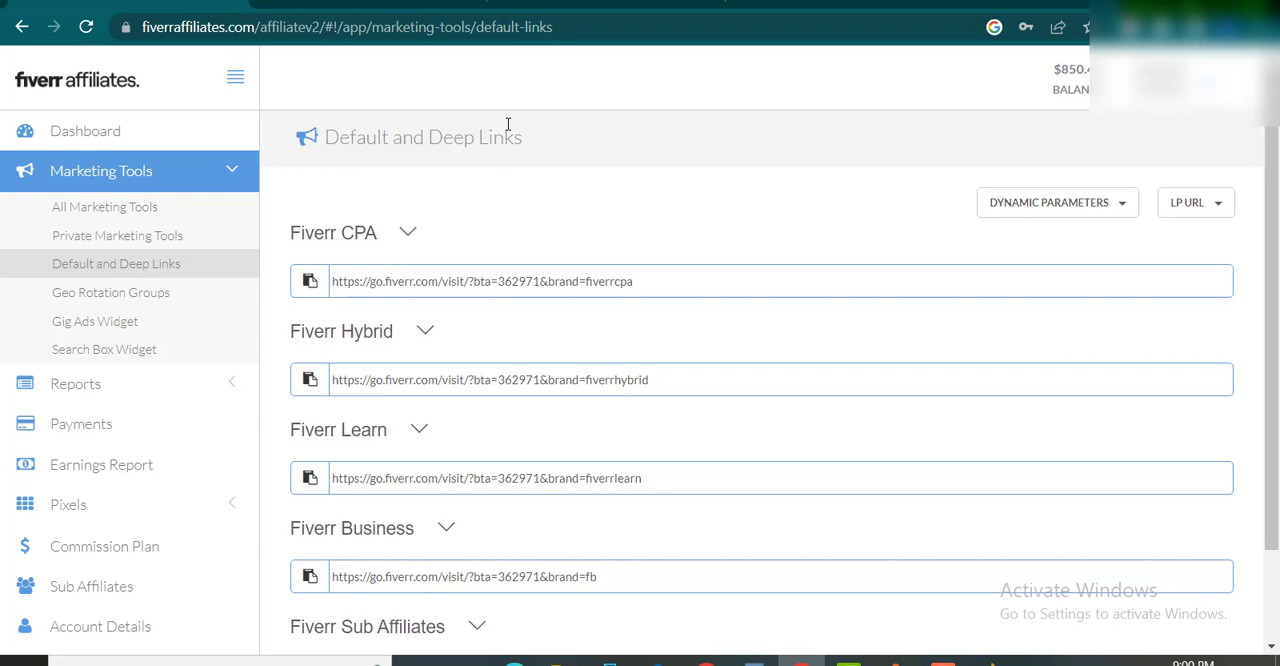 fiverraffiliates.com/affiliatev2/#!/app/marketing-tools/default-links
fiverr affiliates.
$850.4
BALAN
Dashboard
Default and Deep Links
Marketing Tools
All Marketing Tools
Private Marketing Tools
Default and Deep Links
Geo Rotation Groups
Gig Ads Widget
Search Box Widget
Reports
Payments
Earnings Report
Pixels
Commission Plan
Sub Affiliates
Account Details
DYNAMIC PARAMETERS
LP URL
Fiverr CPA
https://go.fiverr.com/visit/?bta=362971&brand=fiverrcpa
Fiverr Hybrid
https://go.fiverr.com/visit/?bta=362971&brand=fiverrhybrid
Fiverr Learn
https://go.fiverr.com/visit/?bta=362971&brand=fiverrlearn
Fiverr Business
https://go.fiverr.com/visit/?bta=362971&brand=fb
Fiverr Sub Affiliates
Activate Windows
Go to Settings to activate Windows.
9:00 PM